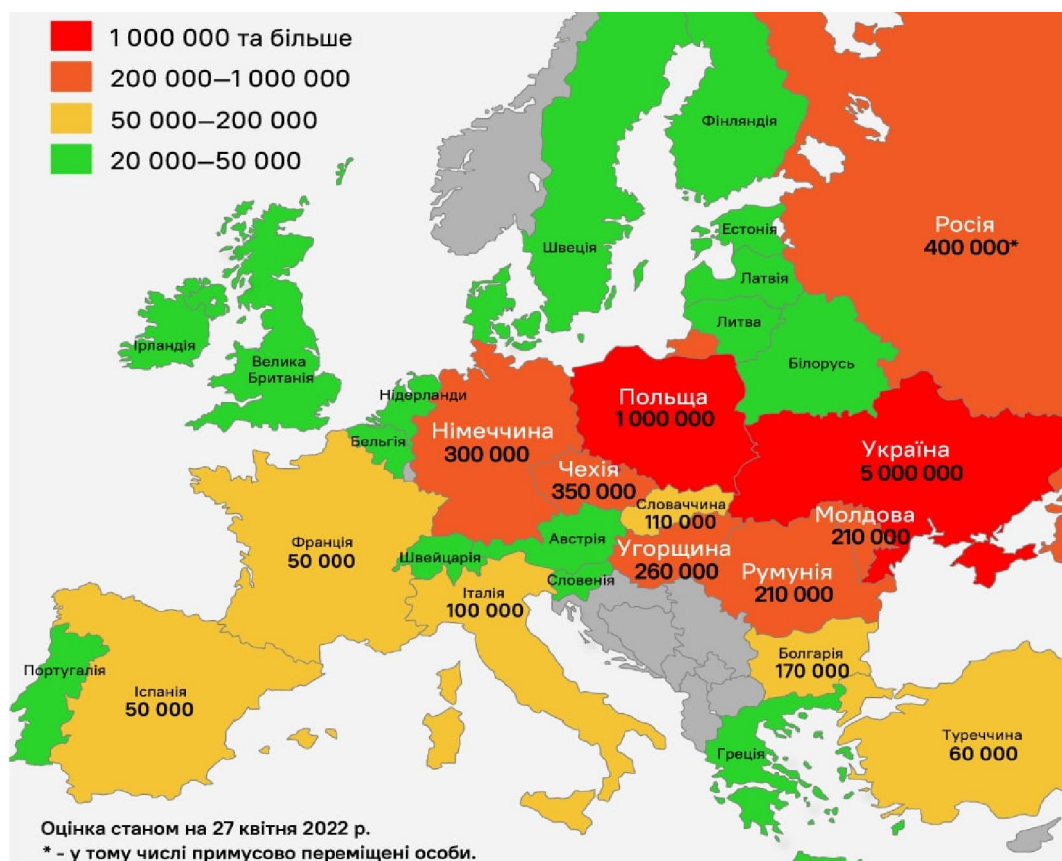 1 000 000 та більше
200 000–1 000 000
50 000–200 000
20 000–50 000
Фінляндія
Росія
400 000*
Естонія
Швеція
Латвія
Литва
Ірландія
Велика
Британія
Білорусь
Нідерланди
Польща
1 000 000
Бельгія
Німеччина
300 000
Україна
5 000 000
Чехія
350 000
Словаччина
110 000
Молдова
210 000
Франція
50 000
Швейцарія
Австрія
Угорщина
260 000
Румунія
210 000
Словенія
Італія
100 000
Болгарія
170 000
Португалія
Іспанія
50 000
Греція
Туреччина
60 000
Оцінка станом на 27 квітня 2022 р.
* - у тому числі примусово переміщені особи.